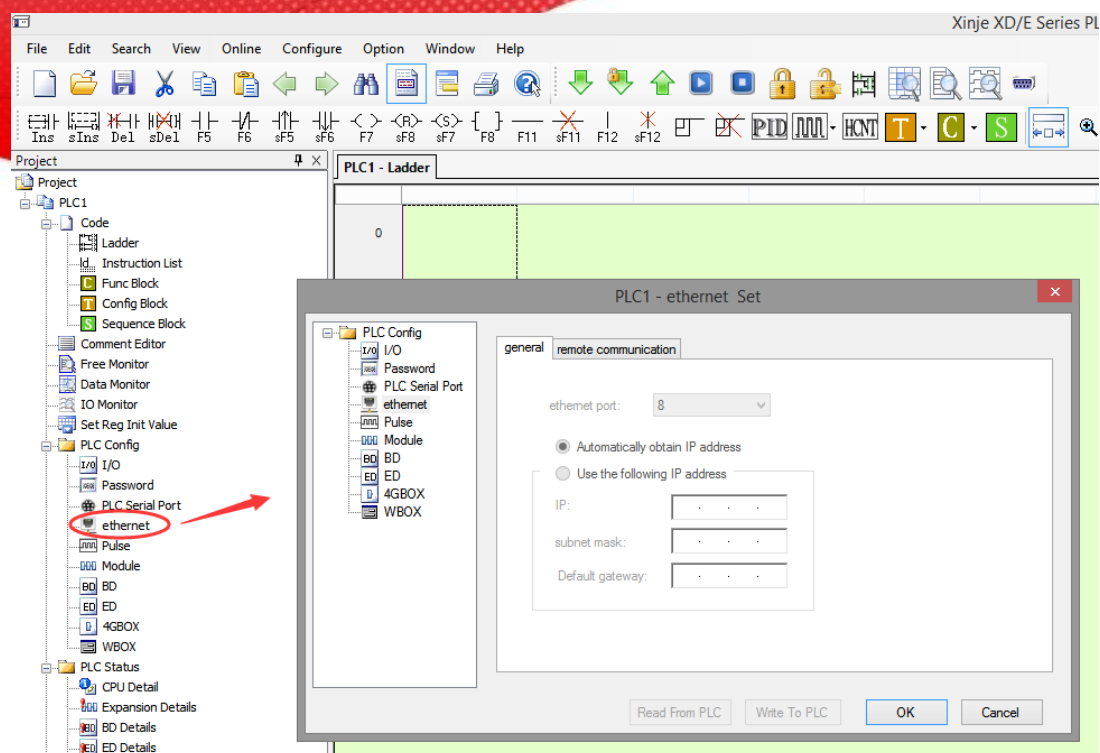 Xinje XD/E Series PL
File Edit Search View Online Configure Option Window Help
Ins sIns Del sDel F5 F6 sF5 sF6 F7 sF8 sF7 F8 F11 sF11 F12 sF12 PID HCNT T C S
Project
PLC1 - Ladder
Project
PLC1
Code
Ladder
Instruction List
C Func Block
T Config Block
S Sequence Block
Comment Editor
Free Monitor
Data Monitor
IO Monitor
Set Reg Init Value
PLC Config
I/O I/O
Password
PLC Serial Port
ethernet
Pulse
Module
BD BD
ED ED
4GBOX
WBOX
PLC Status
CPU Detail
Expansion Details
BD BD Details
ED ED Details
0
PLC1 - ethernet Set
PLC Config
I/O I/O
Password
PLC Serial Port
ethernet
Pulse
Module
BD BD
ED ED
4GBOX
WBOX
general remote communication
ethernet port: 8
Automatically obtain IP address
Use the following IP address
IP: . . .
subnet mask: . . .
Default gateway: . . .
Read From PLC Write To PLC OK Cancel